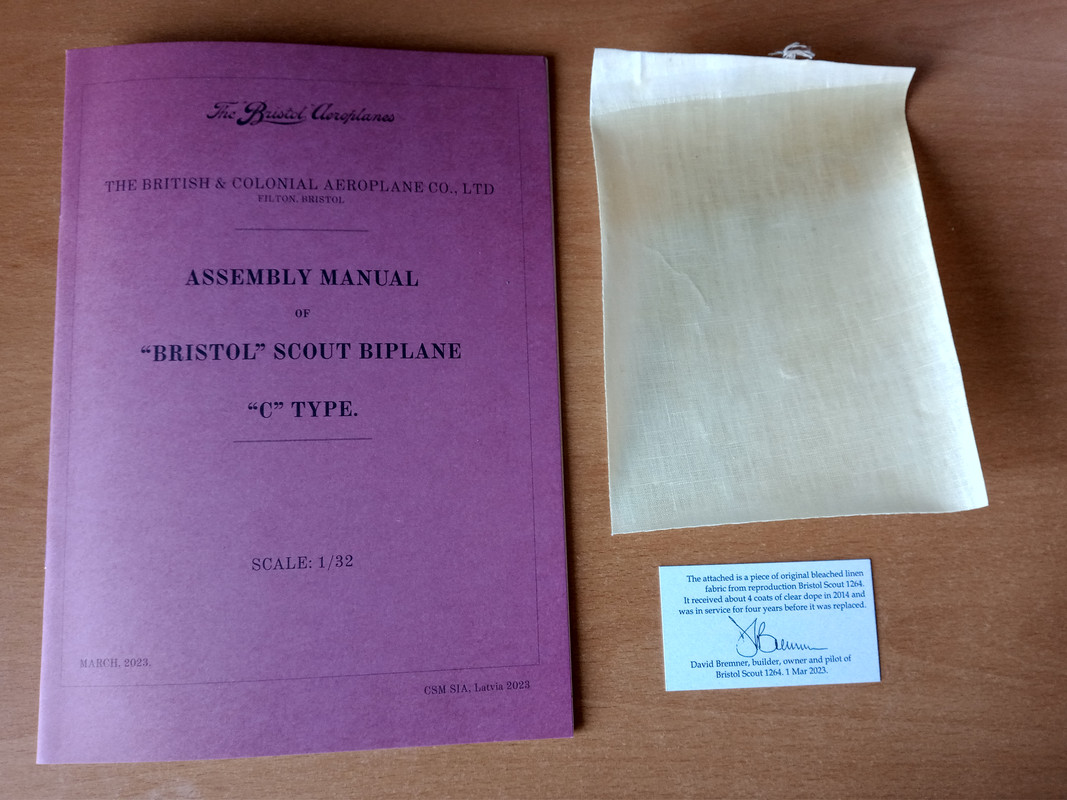 The Bristol Aeroplanes
THE BRITISH & COLONIAL AEROPLANE CO., LTD
FILTON, BRISTOL
ASSEMBLY MANUAL
OF
“BRISTOL” SCOUT BIPLANE
“C” TYPE.
SCALE: 1/32
MARCH, 2023,
CSM SIA, Latvia 2023
The attached is a piece of original bleached linen
fabric from reproduction Bristol Scout 1264.
It received about 4 coats of clear dope in 2014 and
was in service for four years before it was replaced.
DBremner
David Bremner, builder, owner and pilot of
Bristol Scout 1264. 1 Mar 2023.